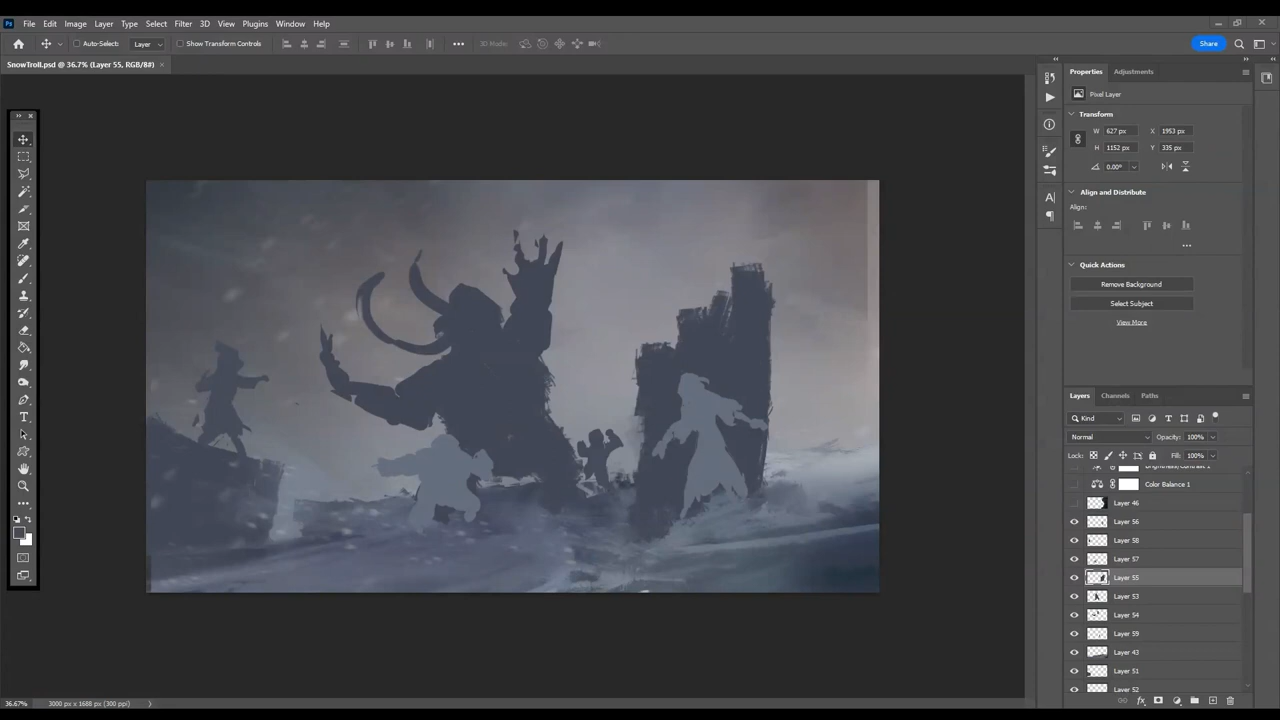 Ps File Edit Image Layer Type Select Filter 3D View Plugins Window Help
Auto-Select: Layer Show Transform Controls 3D Mode: Share
SnowTroll.psd @ 36.7% (Layer 55, RGB/8#)
Properties Adjustments
Pixel Layer
Transform
W 627 px X 1953 px
H 1152 px Y 335 px
0.00°
Align and Distribute
Align:
Quick Actions
Remove Background
Select Subject
View More
Layers Channels Paths
Kind
Normal Opacity: 100%
Lock: Fill: 100%
Brightness/Contrast 1
Color Balance 1
Layer 46
Layer 56
Layer 58
Layer 57
Layer 55
Layer 53
Layer 54
Layer 59
Layer 43
Layer 51
Layer 52
36.67% 3000 px x 1688 px (300 ppi)